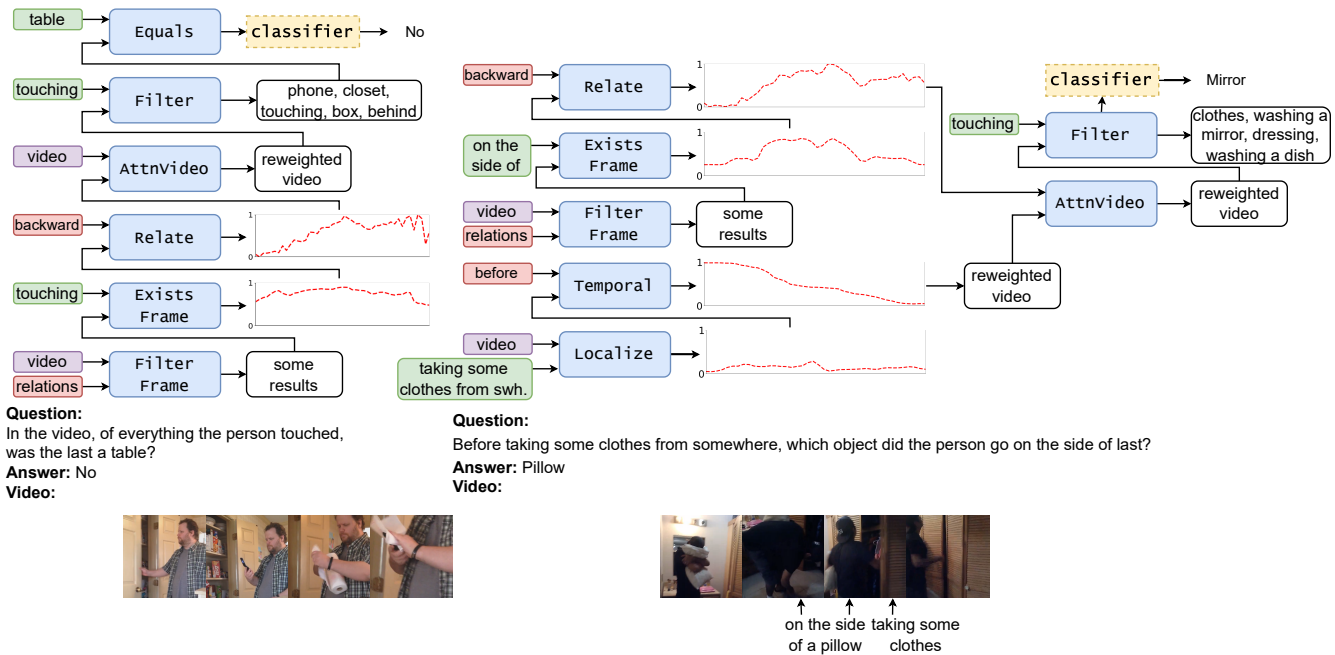 table
Equals
classifier
No
touching
Filter
phone, closet,
touching, box, behind
video
AttnVideo
reweighted
video
backward
Relate
1
0
touching
Exists
Frame
1
0
video
relations
Filter
Frame
some
results
Question:
In the video, of everything the person touched,
was the last a table?
Answer: No
Video:
backward
Relate
1
0
on the
side of
Exists
Frame
1
0
video
relations
Filter
Frame
some
results
before
Temporal
1
0
reweighted
video
video
taking some
clothes from swh.
Localize
1
0
classifier
Mirror
touching
Filter
clothes, washing a
mirror, dressing,
washing a dish
AttnVideo
reweighted
video
Question:
Before taking some clothes from somewhere, which object did the person go on the side of last?
Answer: Pillow
Video:
on the side
of a pillow
taking some
clothes